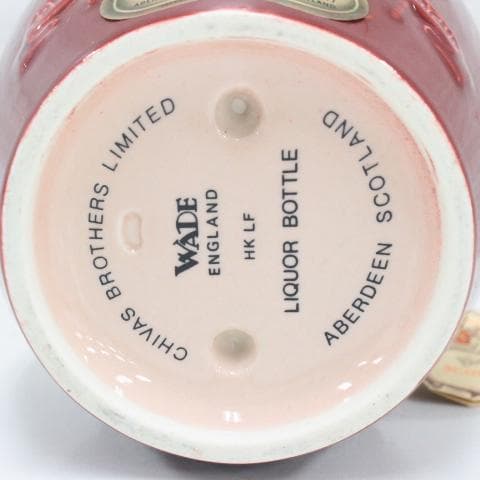 CHIVAS BROTHERS LIMITED
WADE
ENGLAND
HK LF
LIQUOR BOTTLE
ABERDEEN SCOTLAND